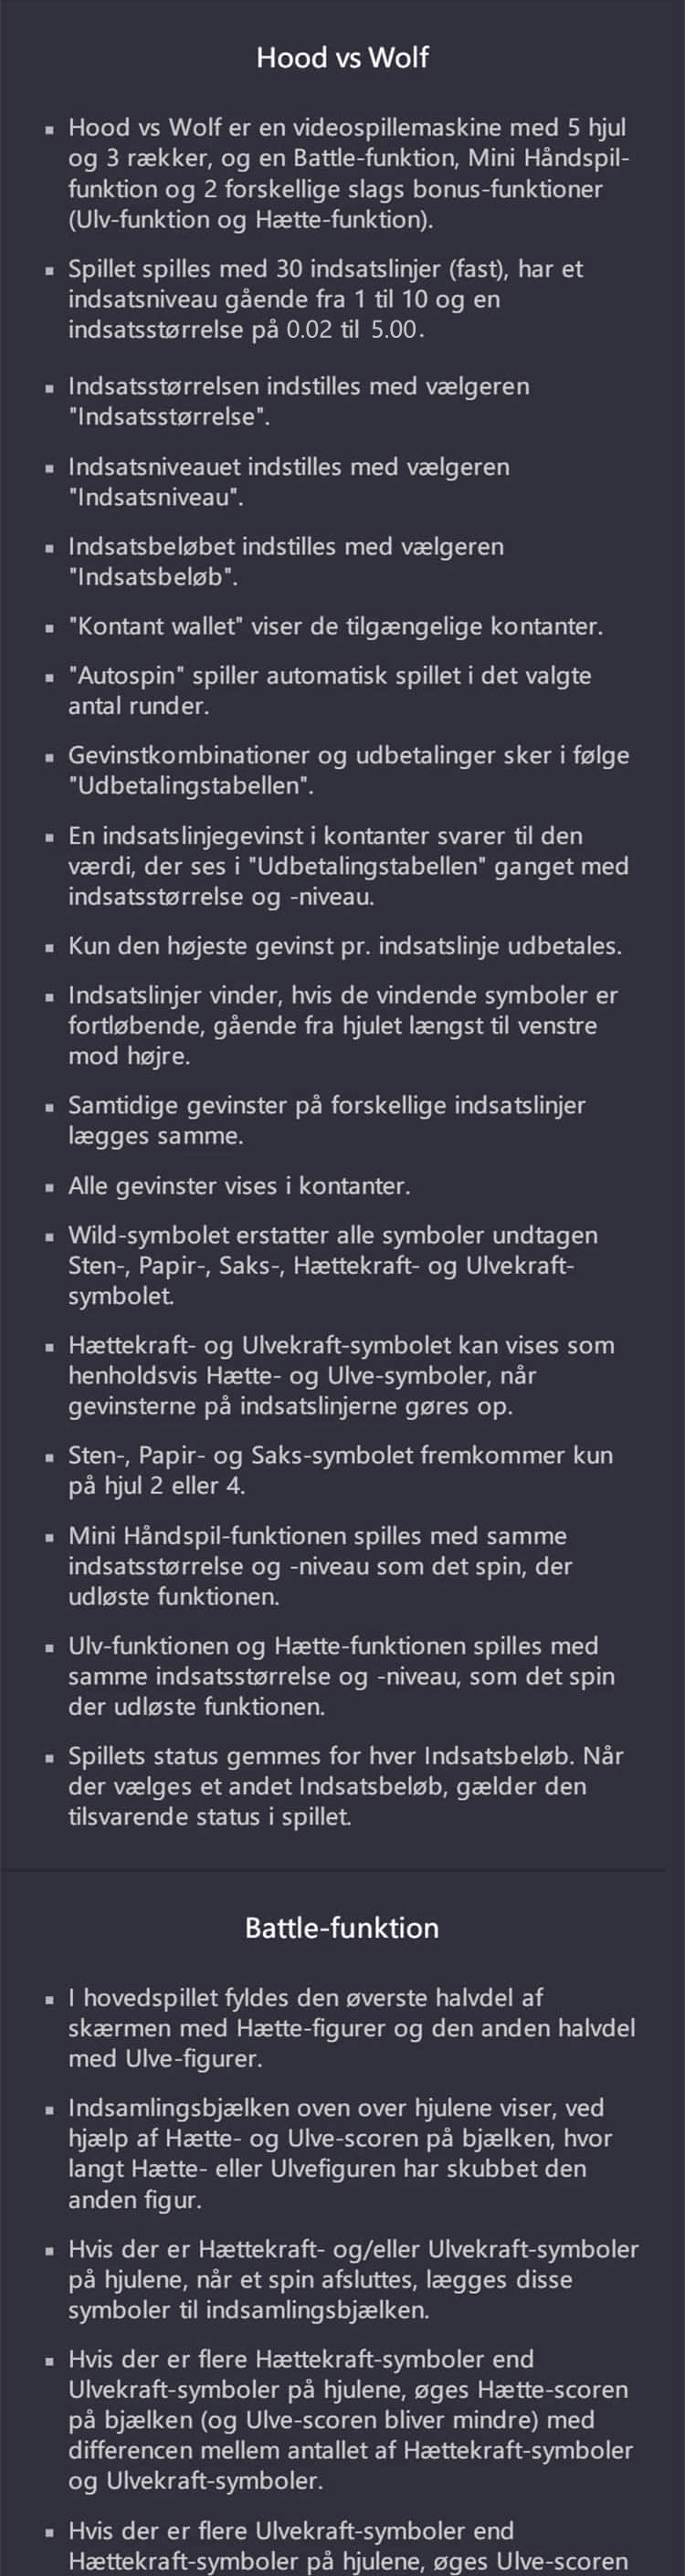 Hood vs Wolf
▪ Hood vs Wolf er en videospillemaskine med 5 hjul
og 3 rækker, og en Battle-funktion, Mini Håndspil-
funktion og 2 forskellige slags bonus-funktioner
(Ulv-funktion og Hætte-funktion).
▪ Spillet spilles med 30 indsatslinjer (fast), har et
indsatsniveau gående fra 1 til 10 og en
indsatsstørrelse på 0.02 til 5.00.
▪ Indsatsstørrelsen indstilles med vælgeren
"Indsatsstørrelse".
▪ Indsatsniveauet indstilles med vælgeren
"Indsatsniveau".
▪ Indsatsbeløbet indstilles med vælgeren
"Indsatsbeløb".
▪ "Kontant wallet" viser de tilgængelige kontanter.
▪ "Autospin" spiller automatisk spillet i det valgte
antal runder.
▪ Gevinstkombinationer og udbetalinger sker i følge
"Udbetalingstabellen".
▪ En indsatslinjegevinst i kontanter svarer til den
værdi, der ses i "Udbetalingstabellen" ganget med
indsatsstørrelse og -niveau.
▪ Kun den højeste gevinst pr. indsatslinje udbetales.
▪ Indsatslinjer vinder, hvis de vindende symboler er
fortløbende, gående fra hjulet længst til venstre
mod højre.
▪ Samtidige gevinster på forskellige indsatslinjer
lægges samme.
▪ Alle gevinster vises i kontanter.
▪ Wild-symbolet erstatter alle symboler undtagen
Sten-, Papir-, Saks-, Hættekraft- og Ulvekraft-
symbolet.
▪ Hættekraft- og Ulvekraft-symbolet kan vises som
henholdsvis Hætte- og Ulve-symboler, når
gevinsterne på indsatslinjerne gøres op.
▪ Sten-, Papir- og Saks-symbolet fremkommer kun
på hjul 2 eller 4.
▪ Mini Håndspil-funktionen spilles med samme
indsatsstørrelse og -niveau som det spin, der
udløste funktionen.
▪ Ulv-funktionen og Hætte-funktionen spilles med
samme indsatsstørrelse og -niveau, som det spin
der udløste funktionen.
▪ Spillets status gemmes for hver Indsatsbeløb. Når
der vælges et andet Indsatsbeløb, gælder den
tilsvarende status i spillet.
Battle-funktion
▪ I hovedspillet fyldes den øverste halvdel af
skærmen med Hætte-figurer og den anden halvdel
med Ulve-figurer.
▪ Indsamlingsbjælken oven over hjulene viser, ved
hjælp af Hætte- og Ulve-scoren på bjælken, hvor
langt Hætte- eller Ulvefiguren har skubbet den
anden figur.
▪ Hvis der er Hættekraft- og/eller Ulvekraft-symboler
på hjulene, når et spin afsluttes, lægges disse
symboler til indsamlingsbjælken.
▪ Hvis der er flere Hættekraft-symboler end
Ulvekraft-symboler på hjulene, øges Hætte-scoren
på bjælken (og Ulve-scoren bliver mindre) med
differencen mellem antallet af Hættekraft-symboler
og Ulvekraft-symboler.
▪ Hvis der er flere Ulvekraft-symboler end
Hættekraft-symboler på hjulene, øges Ulve-scoren